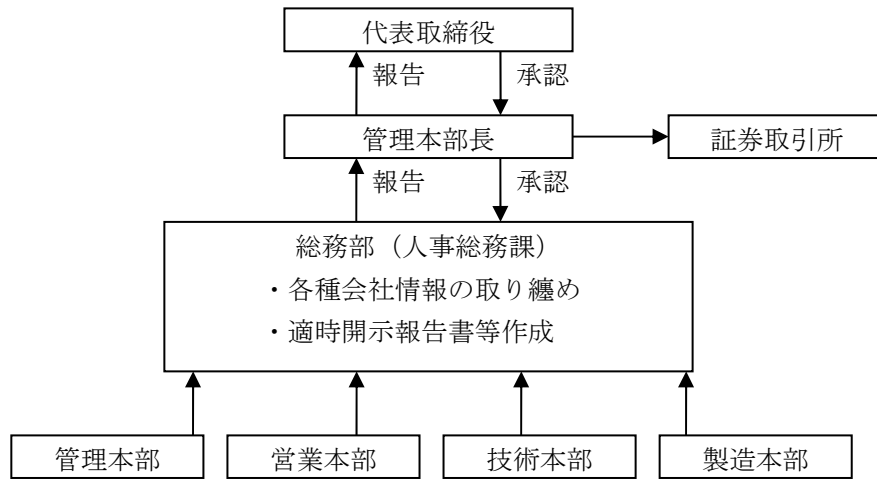 代表取締役
報告 承認
管理本部長
証券取引所
報告 承認
総務部（人事総務課）
・各種会社情報の取り纏め
・適時開示報告書等作成
管理本部
営業本部
技術本部
製造本部